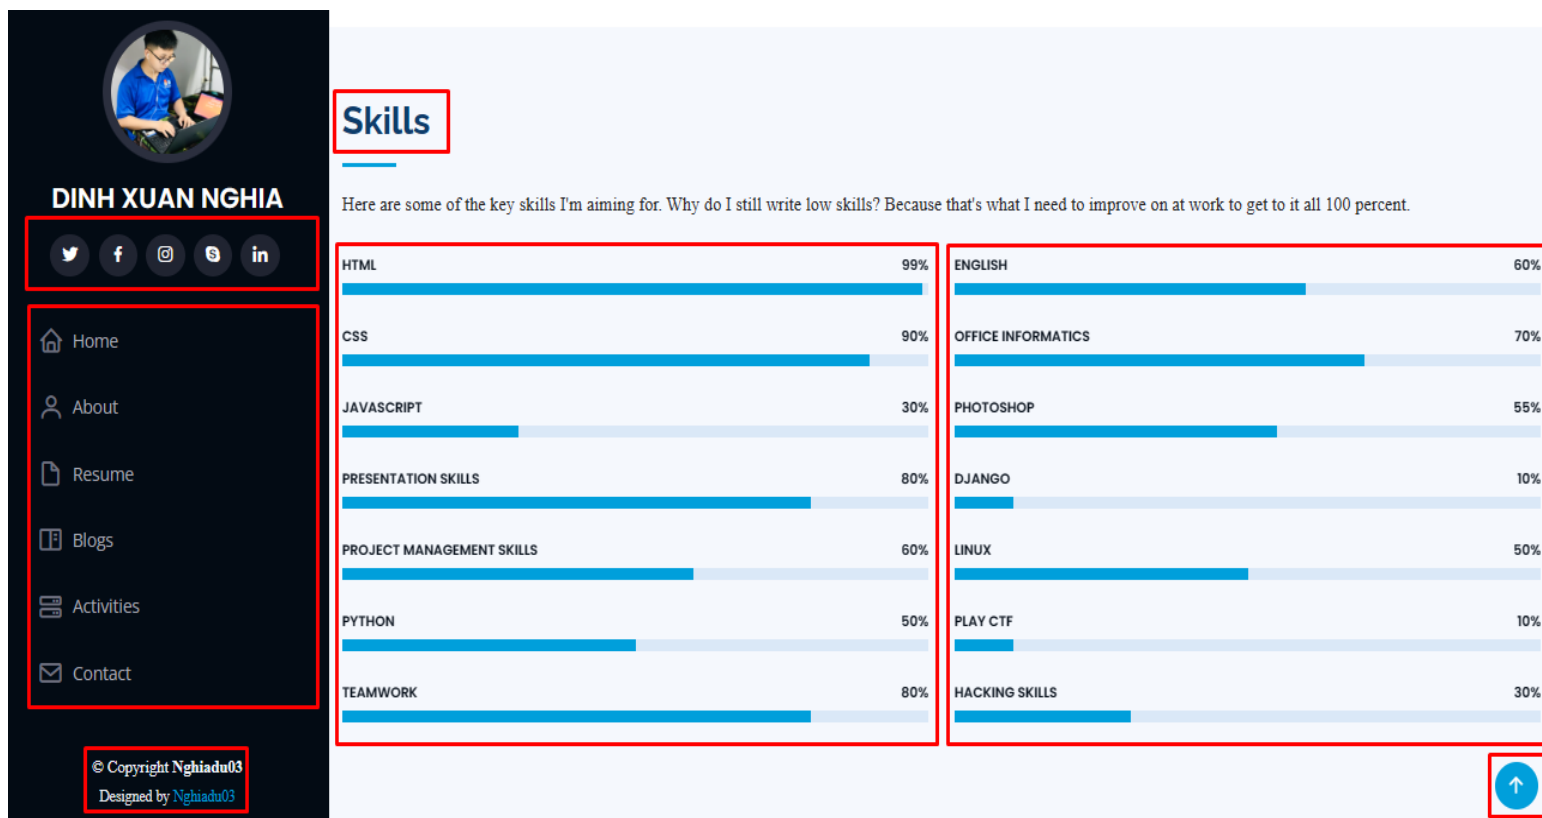 DINH XUAN NGHIA
Home
About
Resume
Blogs
Activities
Contact
© Copyright Nghiadu03
Designed by Nghiadu03
Skills
Here are some of the key skills I'm aiming for. Why do I still write low skills? Because that's what I need to improve on at work to get to it all 100 percent.
HTML 99%
CSS 90%
JAVASCRIPT 30%
PRESENTATION SKILLS 80%
PROJECT MANAGEMENT SKILLS 60%
PYTHON 50%
TEAMWORK 80%
ENGLISH 60%
OFFICE INFORMATICS 70%
PHOTOSHOP 55%
DJANGO 10%
LINUX 50%
PLAY CTF 10%
HACKING SKILLS 30%